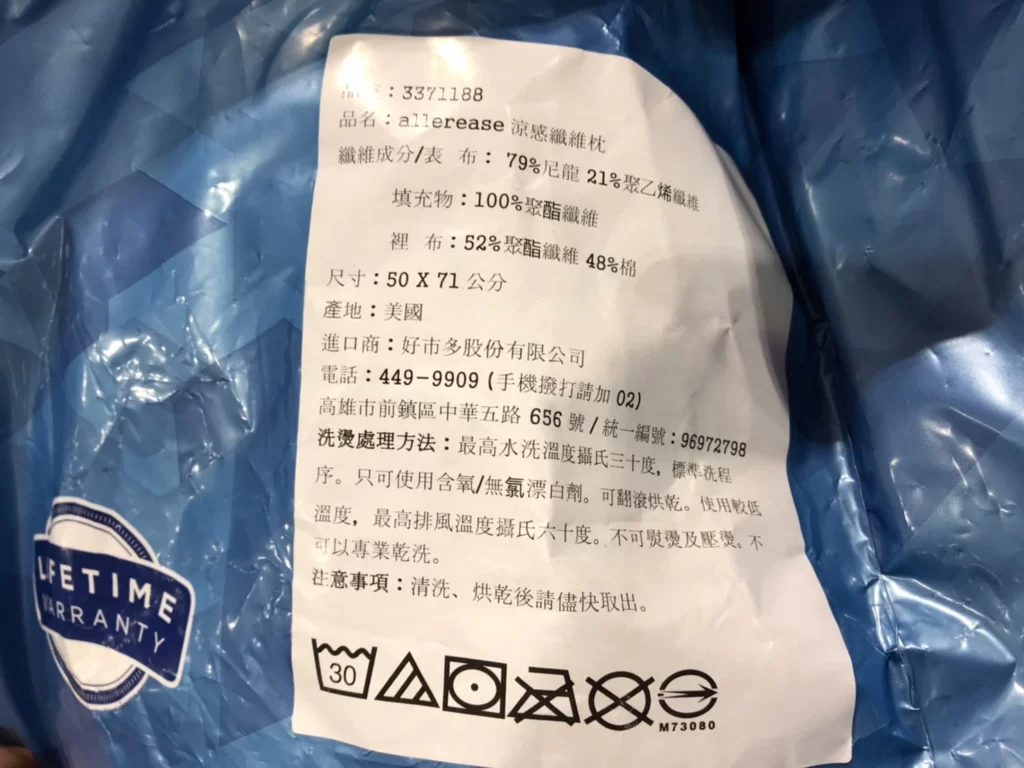 ：3371188
品名：allerease 涼感纖維枕
纖維成分/表 布：79%尼龍 21%聚乙烯纖維
填充物：100%聚酯纖維
裡 布：52%聚酯纖維 48%棉
尺寸：50 X 71 公分
產地：美國
進口商：好市多股份有限公司
電話：449-9909 (手機撥打請加 02)
高雄市前鎮區中華五路 656 號 / 統一編號：96972798
洗燙處理方法：最高水洗溫度攝氏三十度，標準洗程
序。只可使用含氧/無氯漂白劑。可翻滾烘乾。使用較低
溫度，最高排風溫度攝氏六十度。不可熨燙及壓燙。不
可以專業乾洗。
注意事項：清洗、烘乾後請儘快取出。
30
M73080
LIFETIME
WARRANTY